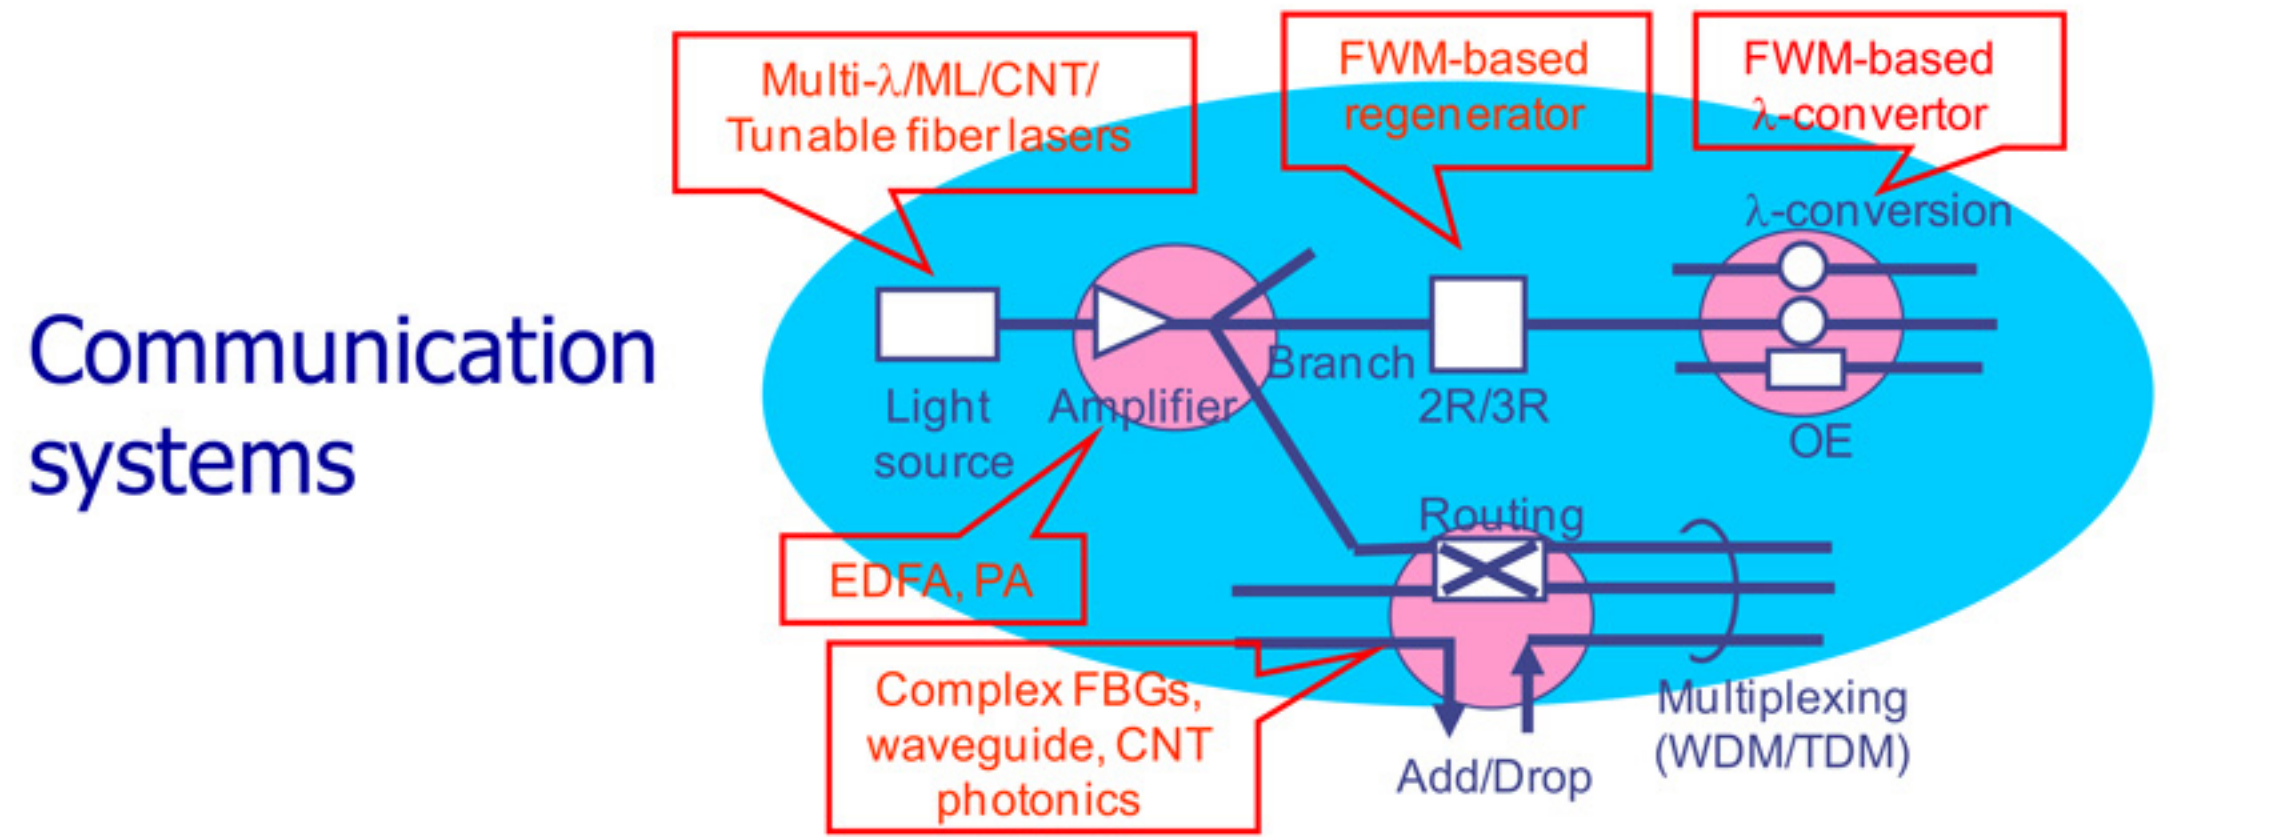 Communication
systems
Multi-λ/ML/CNT/
Tunable fiber lasers
FWM-based
regenerator
FWM-based
λ-convertor
λ-conversion
Branch
Light
source
Amplifier
2R/3R
OE
EDFA, PA
Routing
Complex FBGs,
waveguide, CNT
photonics
Multiplexing
(WDM/TDM)
Add/Drop